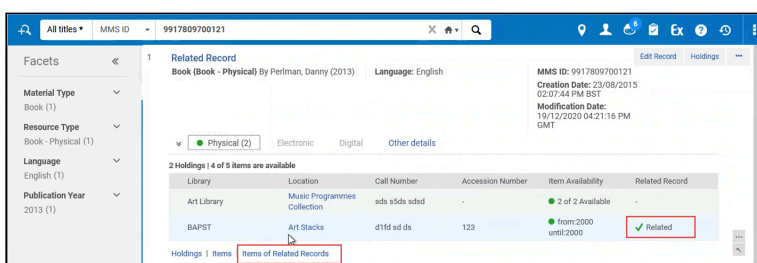 All titles MMS ID 9917809700121
6
Ex
Facets
Material Type
Book (1)
Resource Type
Book - Physical (1)
Language
English (1)
Publication Year
2013 (1)
1 Related Record
Edit Record Holdings
Book {Book - Physical} By Perlman, Danny (2013) Language: English MMS ID: 9917809700121
Creation Date: 23/08/2015
02:07:44 PM BST
Modification Date:
19/12/2020 04:21:16 PM
GMT
Physical (2) Electronic Digital Other details
2 Holdings | 4 of 5 items are available
Library Location Call Number Accession Number Item Availability Related Record
Art Library Music Programmes Collection sds s5ds sdsd - 2 of 2 Available -
BAPST Art Stacks d1fd sd ds 123 from:2000 until:2000 Related
Holdings | Items | Items of Related Records